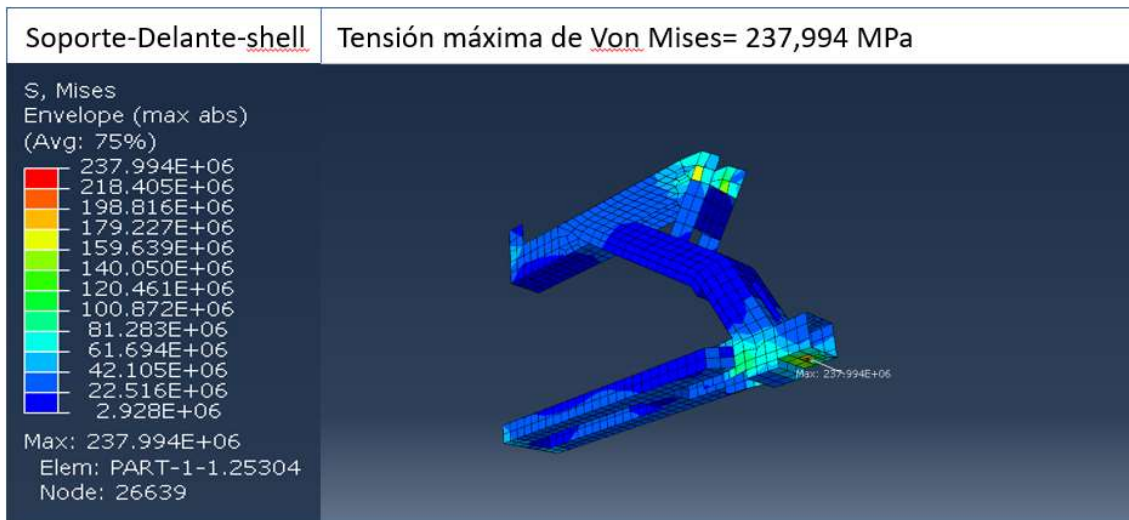 Soporte-Delante-shell
Tensión máxima de Von Mises= 237,994 MPa
S, Mises
Envelope (max abs)
(Avg: 75%)
237.994E+06
218.405E+06
198.816E+06
179.227E+06
159.639E+06
140.050E+06
120.461E+06
100.872E+06
81.283E+06
61.694E+06
42.105E+06
22.516E+06
2.928E+06
Max: 237.994E+06
Elem: PART-1-1.25304
Node: 26639
Max: 237.994E+06